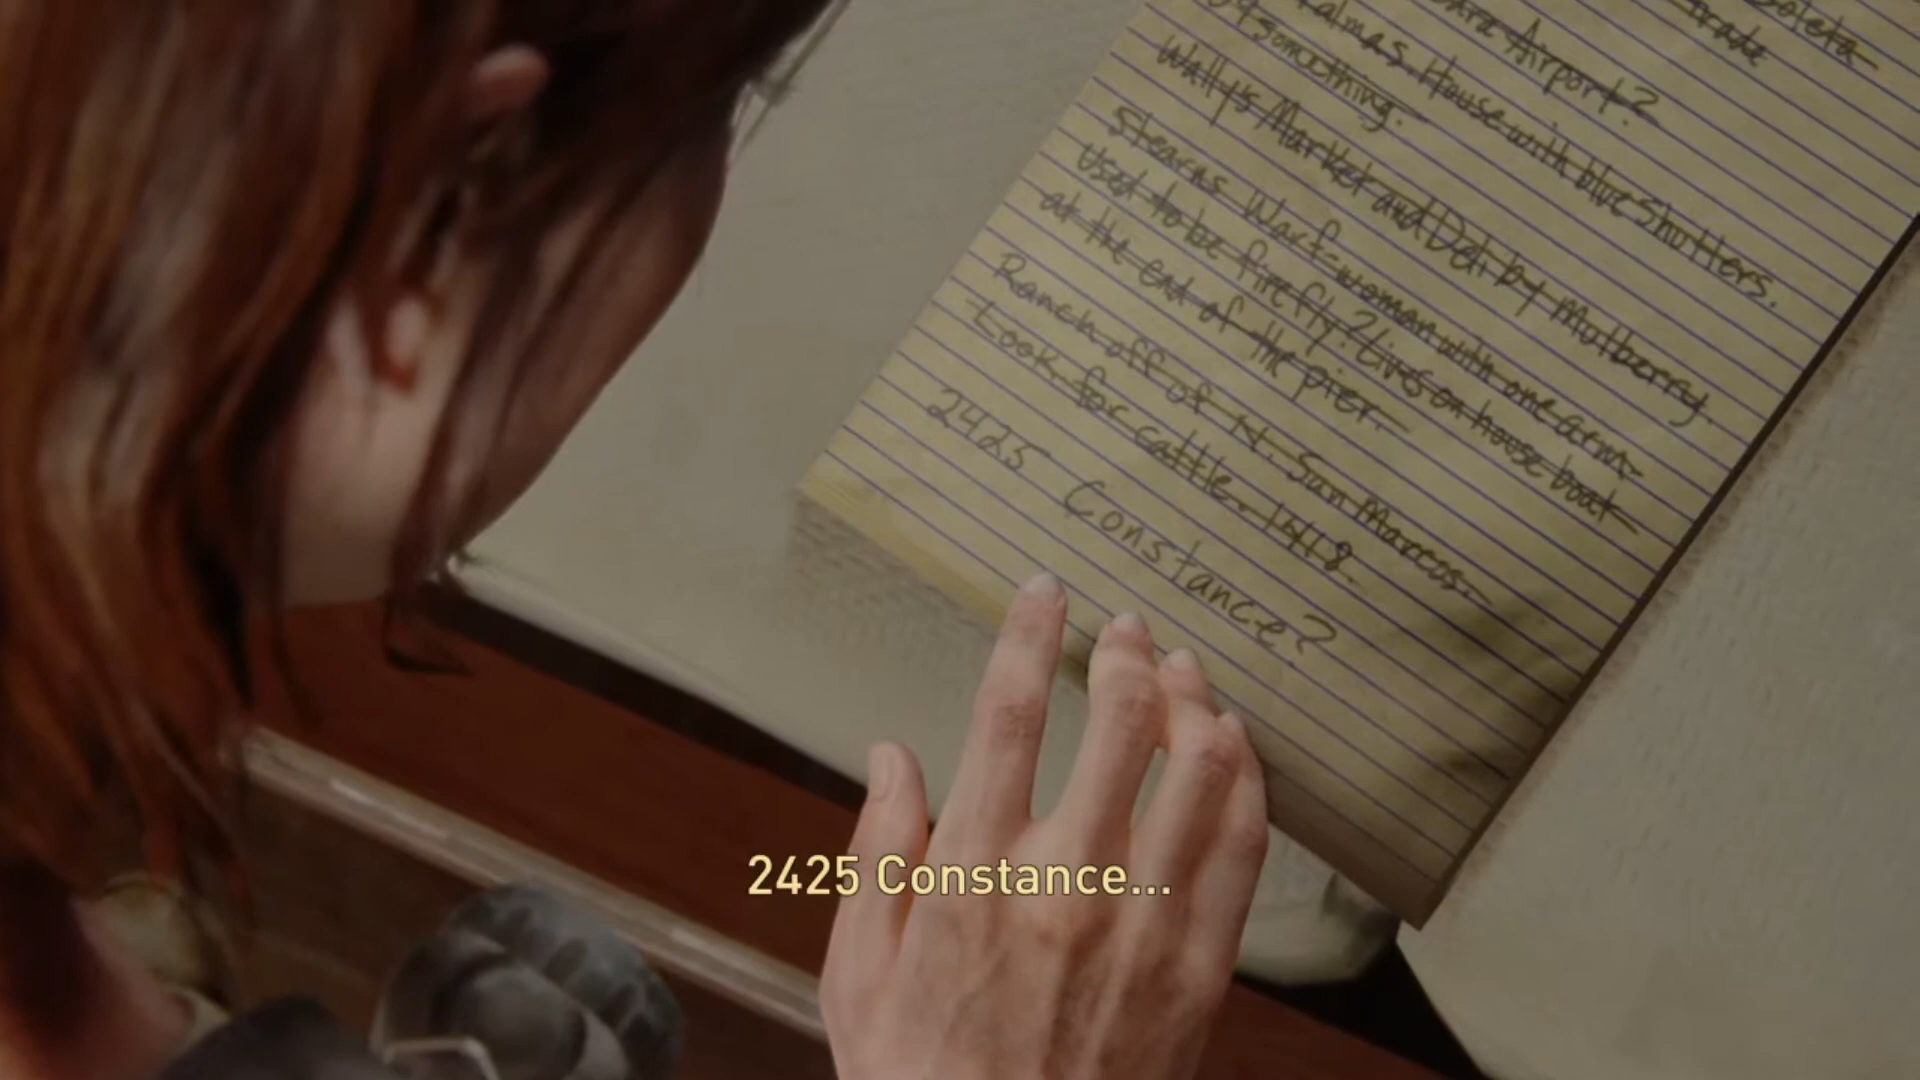 Goleta
Trade
Airport?
something.
House with blue shutters.
Wally's Market and Deli by Mulberry.
Stearns Warf-woman with one arm.
Used to be firefly? Lives on house boat
at the end of the pier.
Ranch off of N. San Marcos.
Look for cattle. 1418.
2425 Constance?
2425 Constance...